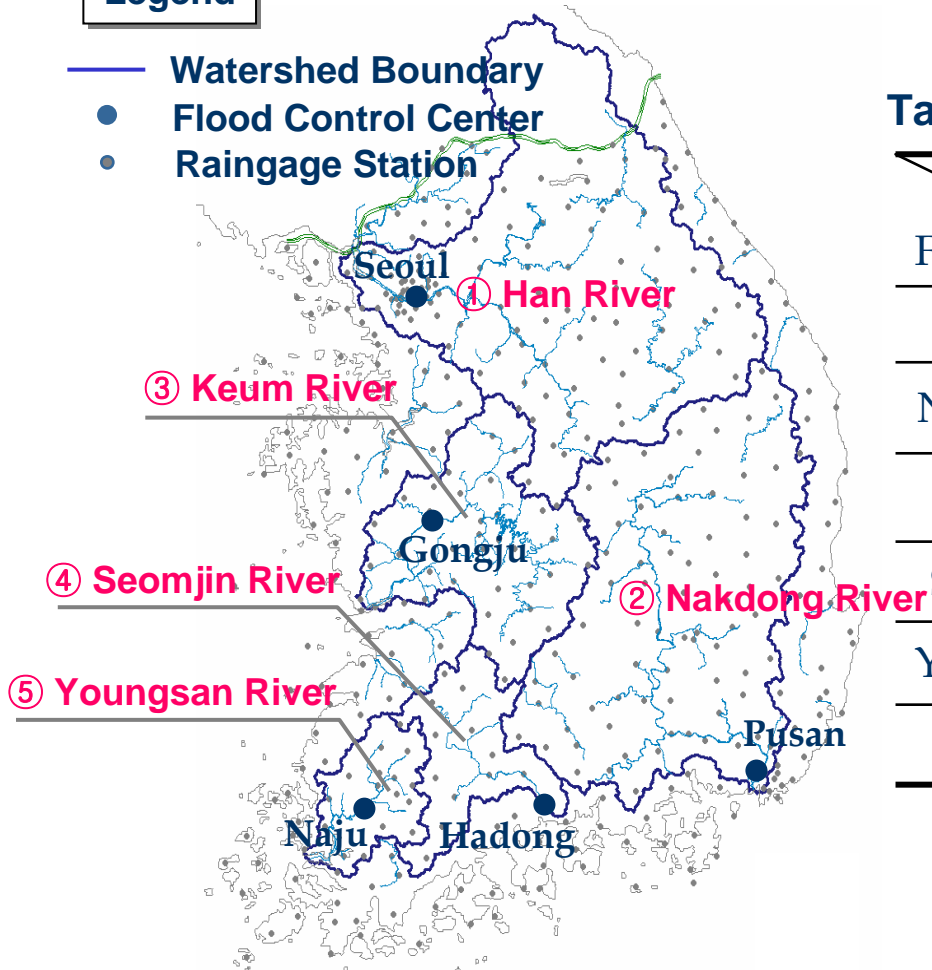 Legend
Watershed Boundary
Flood Control Center
Raingage Station
Seoul
① Han River
③ Keum River
Gongju
④ Seomjin River
② Nakdong River
⑤ Youngsan River
Pusan
Naju
Hadong
Ta
F
N
Y